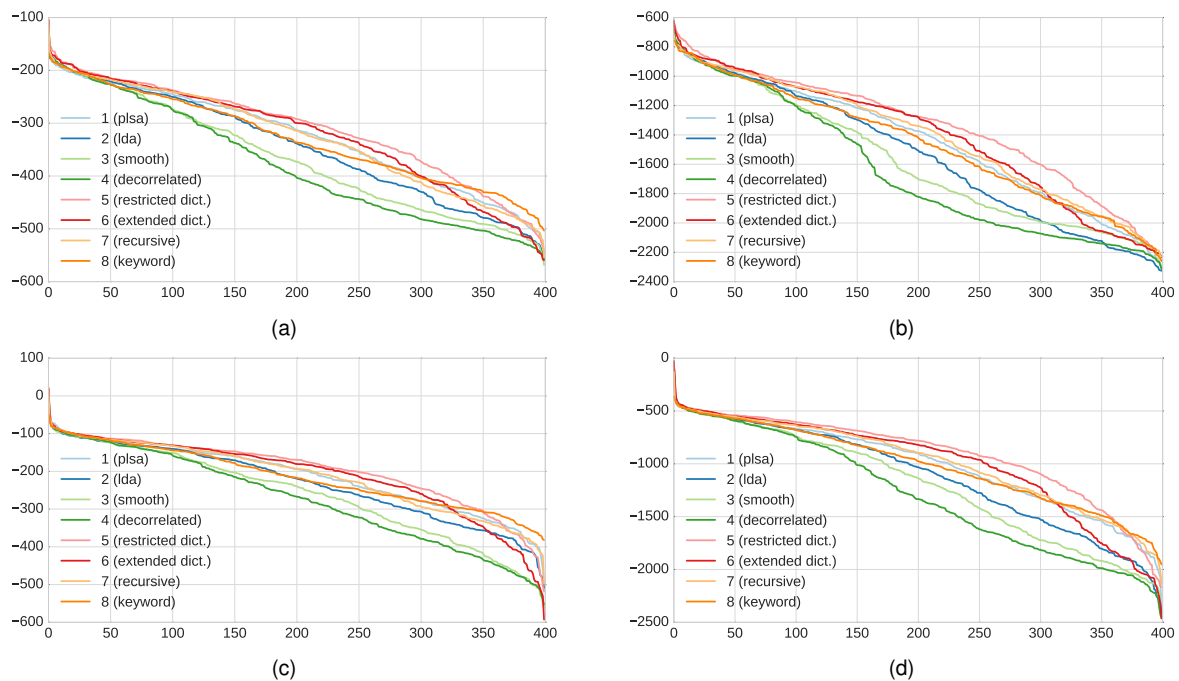 −100
−200
−300
−400
−500
−600
0 50 100 150 200 250 300 350 400
1 (plsa)
2 (lda)
3 (smooth)
4 (decorrelated)
5 (restricted dict.)
6 (extended dict.)
7 (recursive)
8 (keyword)
(a)
−600
−800
−1000
−1200
−1400
−1600
−1800
−2000
−2200
−2400
0 50 100 150 200 250 300 350 400
1 (plsa)
2 (lda)
3 (smooth)
4 (decorrelated)
5 (restricted dict.)
6 (extended dict.)
7 (recursive)
8 (keyword)
(b)
100
0
−100
−200
−300
−400
−500
−600
0 50 100 150 200 250 300 350 400
1 (plsa)
2 (lda)
3 (smooth)
4 (decorrelated)
5 (restricted dict.)
6 (extended dict.)
7 (recursive)
8 (keyword)
(c)
0
−500
−1000
−1500
−2000
−2500
0 50 100 150 200 250 300 350 400
1 (plsa)
2 (lda)
3 (smooth)
4 (decorrelated)
5 (restricted dict.)
6 (extended dict.)
7 (recursive)
8 (keyword)
(d)